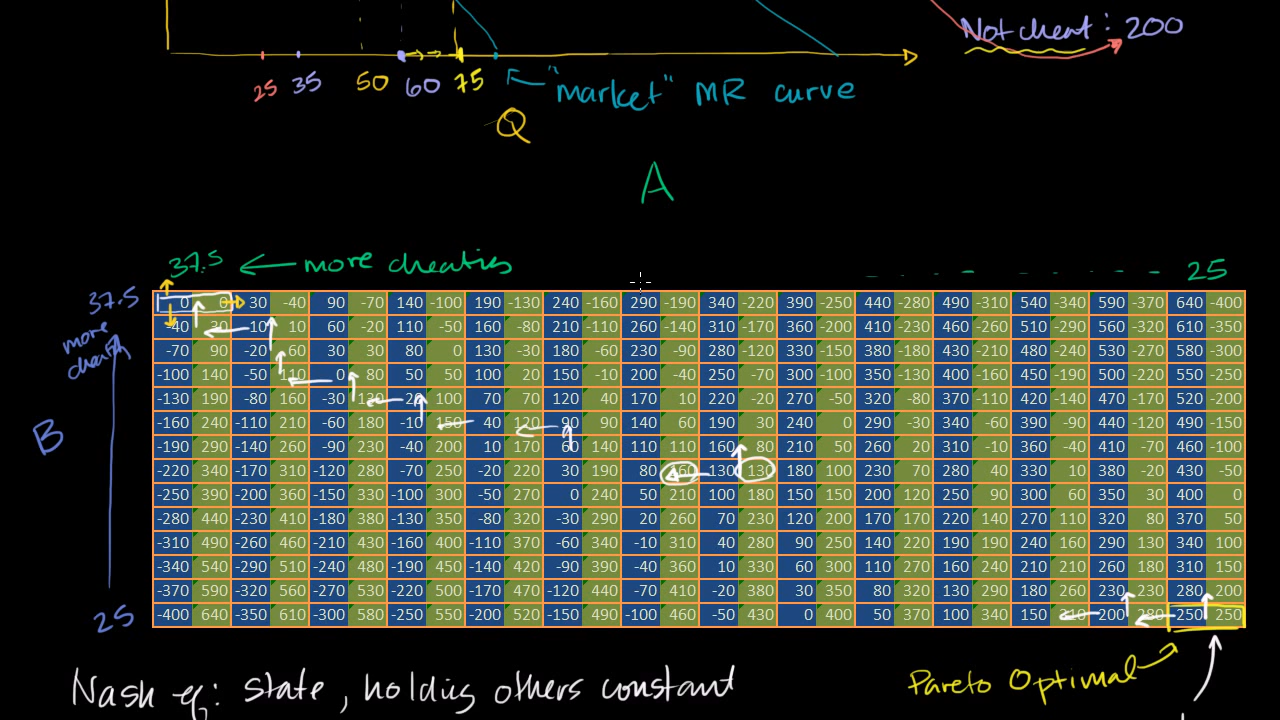 Not cheat : 200
25 35 50 60 75
"market" MR curve
Q
A
37.5 ← more cheating
25
37.5
0 0 30 -40 90 -70 140 -100 190 -130 240 -160 290 -190 340 -220 390 -250 440 -280 490 -310 540 -340 590 -370 640 -400
-40 30 -10 10 60 -20 110 -50 160 -80 210 -110 260 -140 310 -170 360 -200 410 -230 460 -260 510 -290 560 -320 610 -350
more
cheating
-70 90 -20 60 30 30 80 0 130 -30 180 -60 230 -90 280 -120 330 -150 380 -180 430 -210 480 -240 530 -270 580 -300
-100 140 -50 110 0 80 50 50 100 20 150 -10 200 -40 250 -70 300 -100 350 -130 400 -160 450 -190 500 -220 550 -250
-130 190 -80 160 -30 130 20 100 70 70 120 40 170 10 220 -20 270 -50 320 -80 370 -110 420 -140 470 -170 520 -200
B
-160 240 -110 210 -60 180 -10 150 40 120 90 90 140 60 190 30 240 0 290 -30 340 -60 390 -90 440 -120 490 -150
-190 290 -140 260 -90 230 -40 200 10 170 60 140 110 110 160 80 210 50 260 20 310 -10 360 -40 410 -70 460 -100
-220 340 -170 310 -120 280 -70 250 -20 220 30 190 80 160 130 130 180 100 230 70 280 40 330 10 380 -20 430 -50
-250 390 -200 360 -150 330 -100 300 -50 270 0 240 50 210 100 180 150 150 200 120 250 90 300 60 350 30 400 0
-280 440 -230 410 -180 380 -130 350 -80 320 -30 290 20 260 70 230 120 200 170 170 220 140 270 110 320 80 370 50
-310 490 -260 460 -210 430 -160 400 -110 370 -60 340 -10 310 40 280 90 250 140 220 190 190 240 160 290 130 340 100
-340 540 -290 510 -240 480 -190 450 -140 420 -90 390 -40 360 10 330 60 300 110 270 160 240 210 210 260 180 310 150
-370 590 -320 560 -270 530 -220 500 -170 470 -120 440 -70 410 -20 380 30 350 80 320 130 290 180 260 230 230 280 200
25
-400 640 -350 610 -300 580 -250 550 -200 520 -150 490 -100 460 -50 430 0 400 50 370 100 340 150 310 200 280 250 250
Nash eq: state, holding others constant
Pareto Optimal